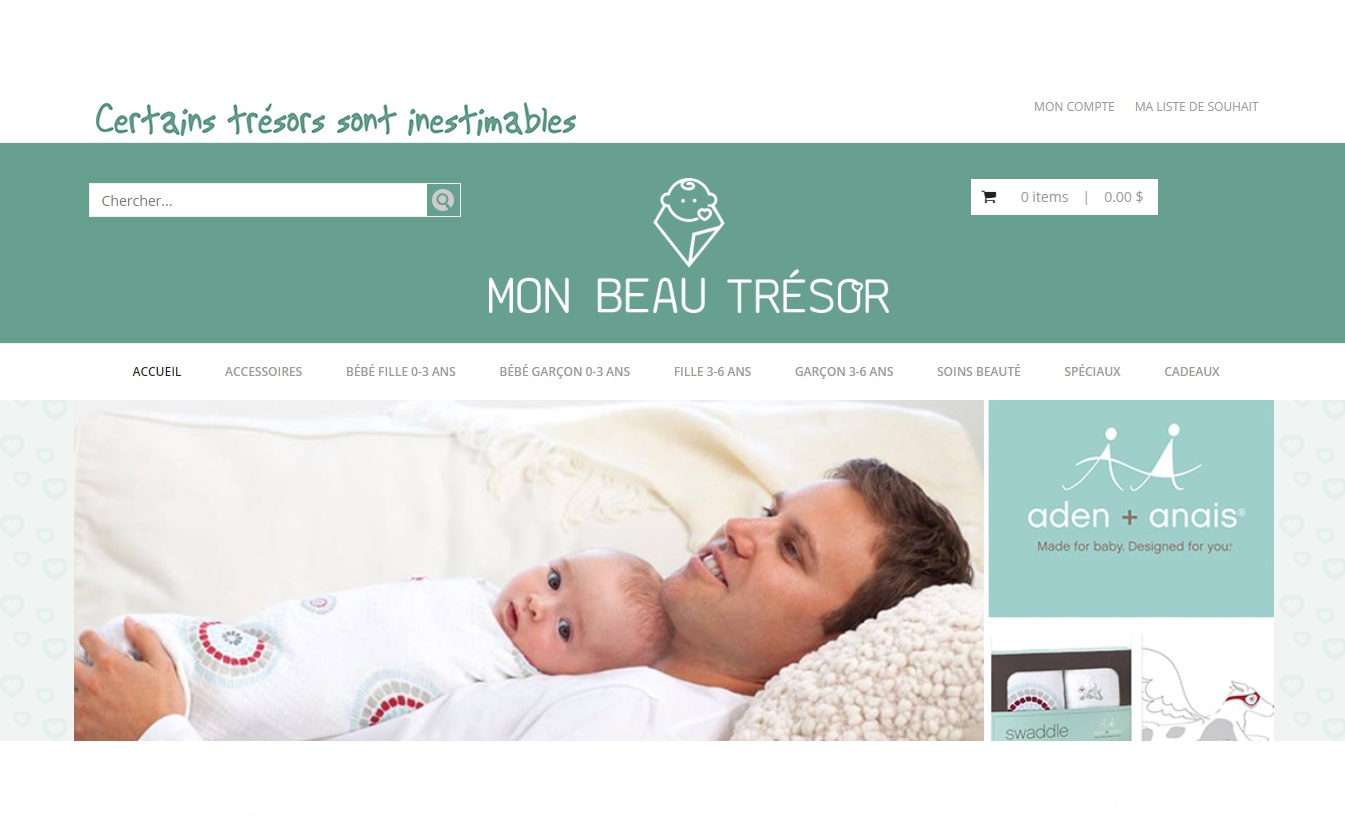 Certains trésors sont inestimables
MON COMPTE MA LISTE DE SOUHAIT
Chercher...
0 items | 0.00 $
MON BEAU TRÉSOR
ACCUEIL ACCESSOIRES BÉBÉ FILLE 0-3 ANS BÉBÉ GARÇON 0-3 ANS FILLE 3-6 ANS GARÇON 3-6 ANS SOINS BEAUTÉ SPÉCIAUX CADEAUX
aden + anais®
Made for baby. Designed for you.
swaddle